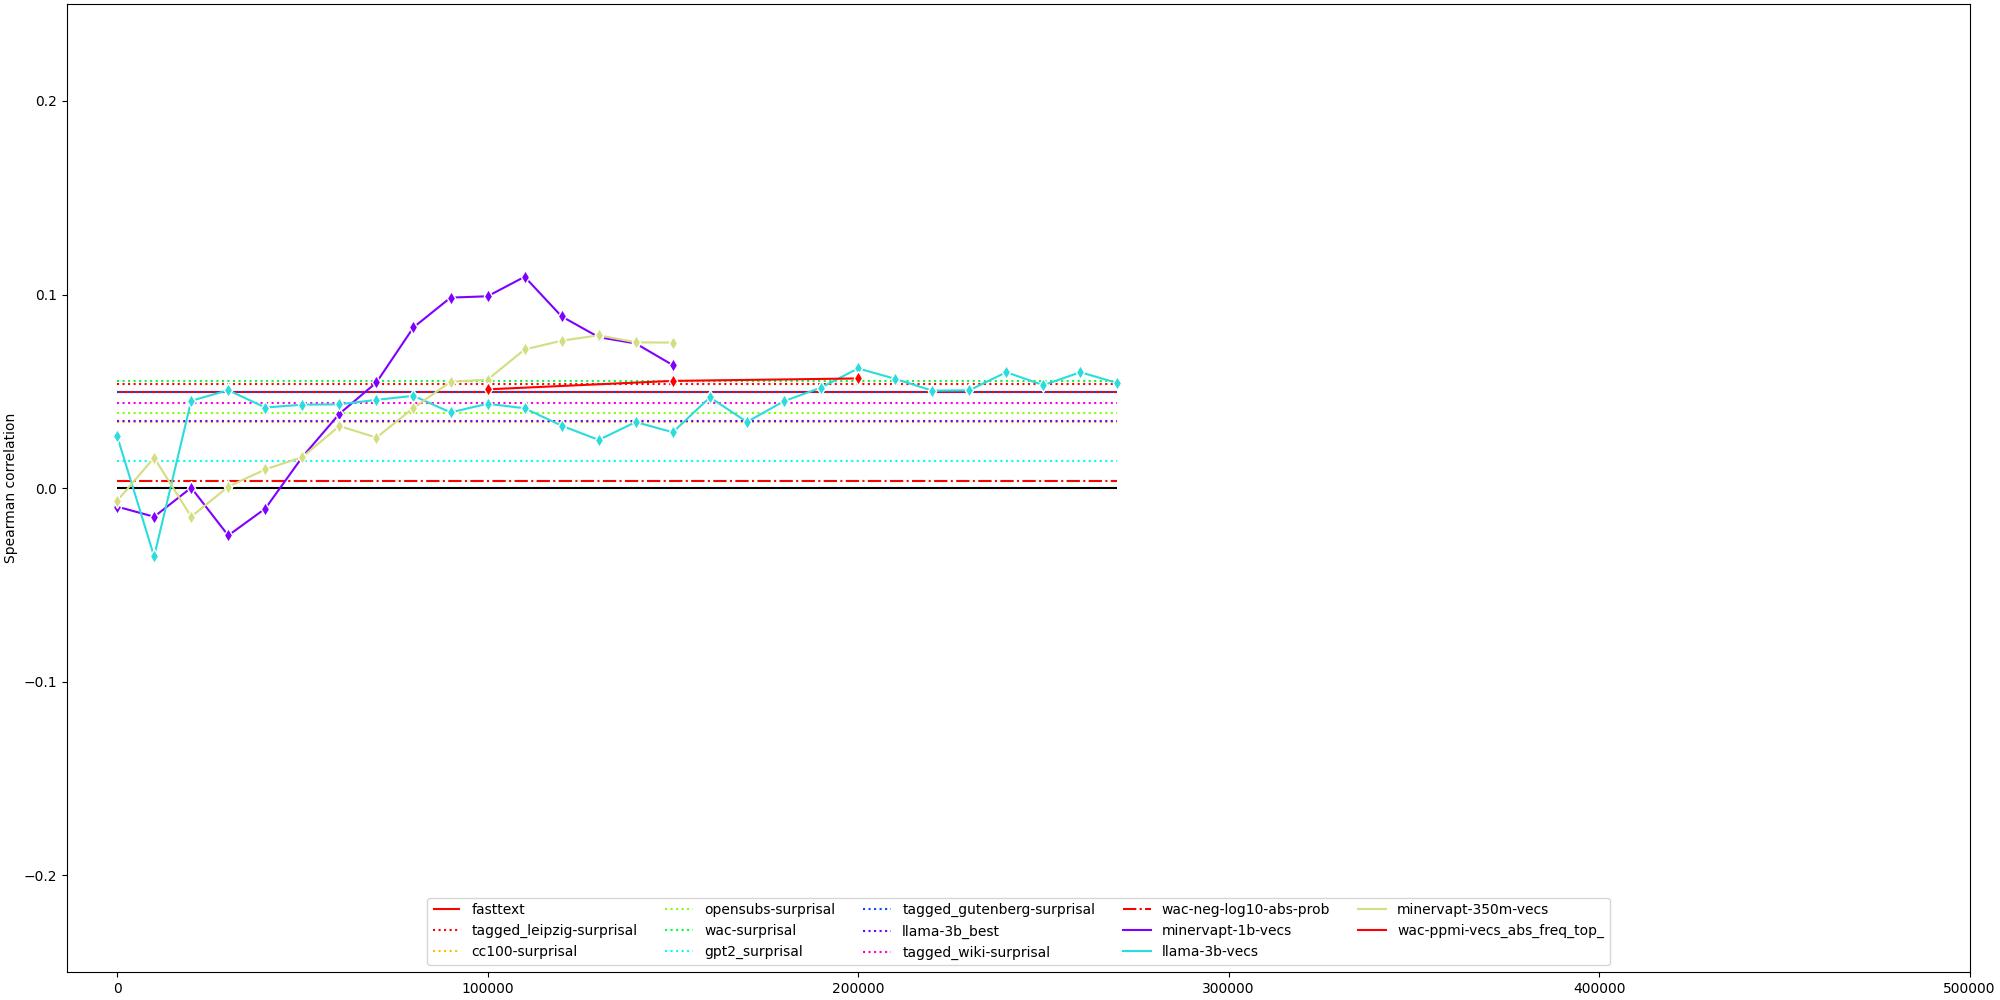 0.2
0.1
0.0
−0.1
−0.2
Spearman correlation
fasttext
tagged_leipzig-surprisal
cc100-surprisal
opensubs-surprisal
wac-surprisal
gpt2_surprisal
tagged_gutenberg-surprisal
llama-3b_best
tagged_wiki-surprisal
wac-neg-log10-abs-prob
minervapt-1b-vecs
llama-3b-vecs
minervapt-350m-vecs
wac-ppmi-vecs_abs_freq_top_
0 100000 200000 300000 400000 500000